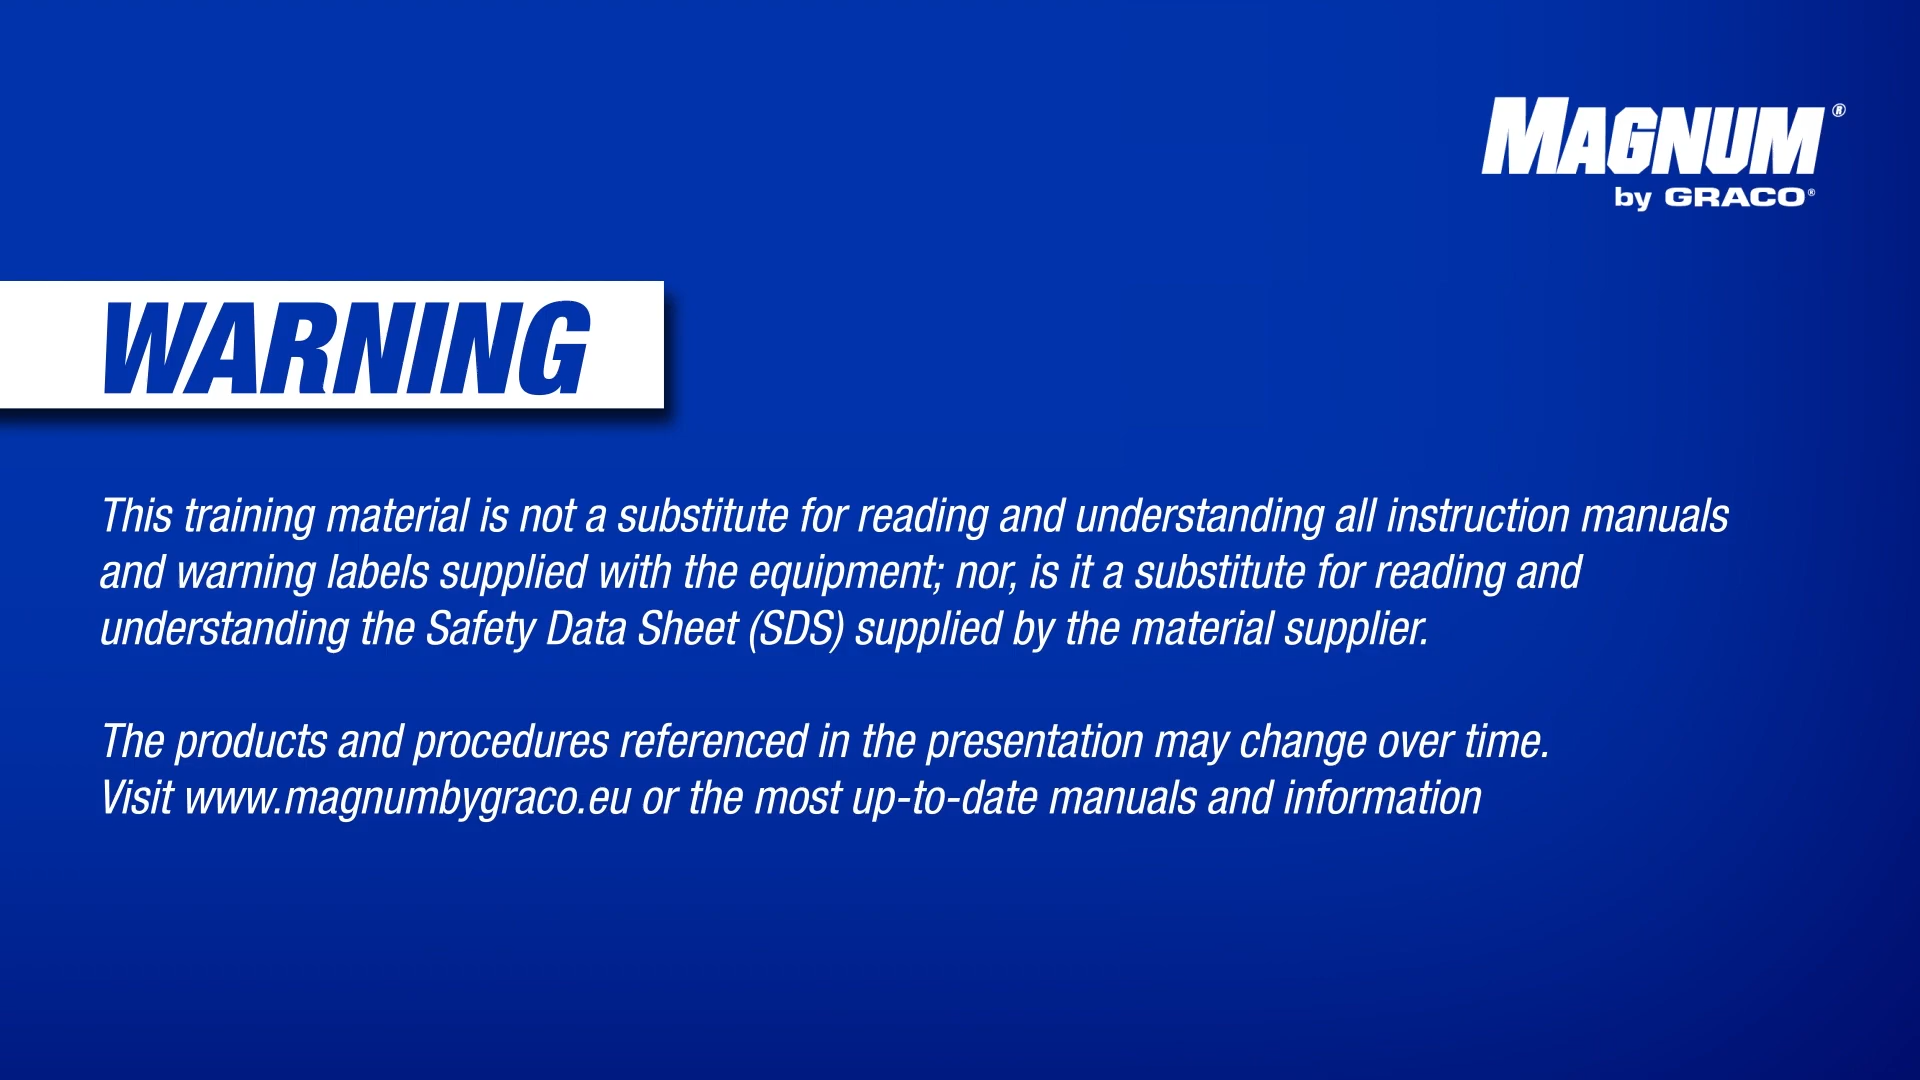 MAGNUM®
by GRACO®
WARNING
This training material is not a substitute for reading and understanding all instruction manuals
and warning labels supplied with the equipment; nor, is it a substitute for reading and
understanding the Safety Data Sheet (SDS) supplied by the material supplier.
The products and procedures referenced in the presentation may change over time.
Visit www.magnumbygraco.eu or the most up-to-date manuals and information